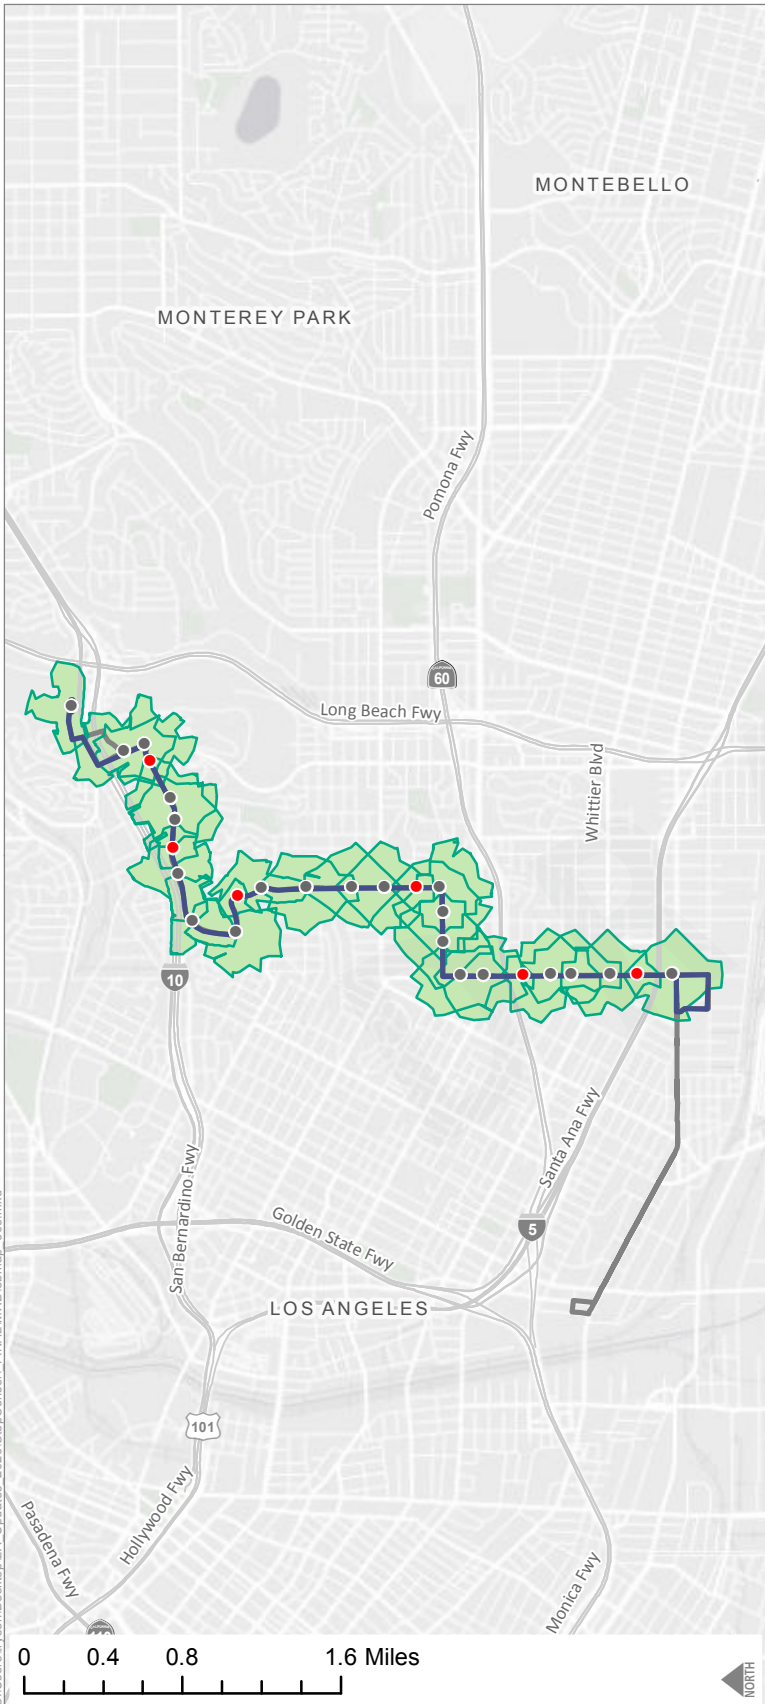 MONTEBELLO
MONTEREY PARK
Pomona Fwy
60
Long Beach Fwy
Whittier Blvd
10
Santa Ana Fwy
San Bernardino Fwy
Golden State Fwy
5
LOS ANGELES
101
Hollywood Fwy
Pasadena Fwy
Monica Fwy
0 0.4 0.8 1.6 Miles
NORTH